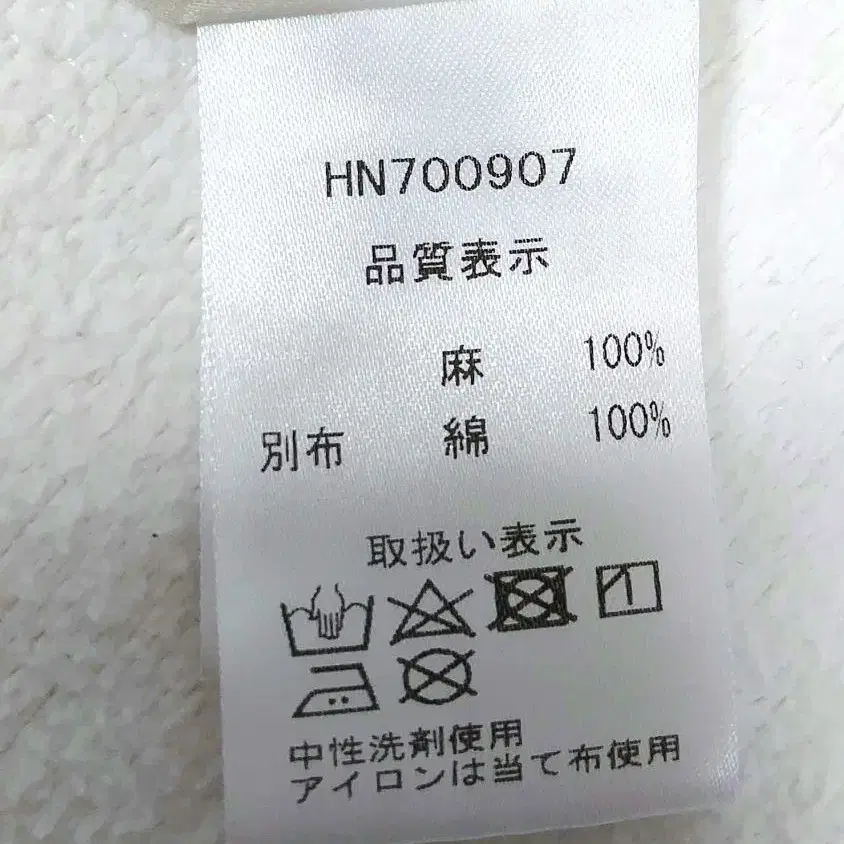 HN700907
品質表示
麻 100%
別布 綿 100%
取扱い表示
中性洗剤使用
アイロンは当て布使用